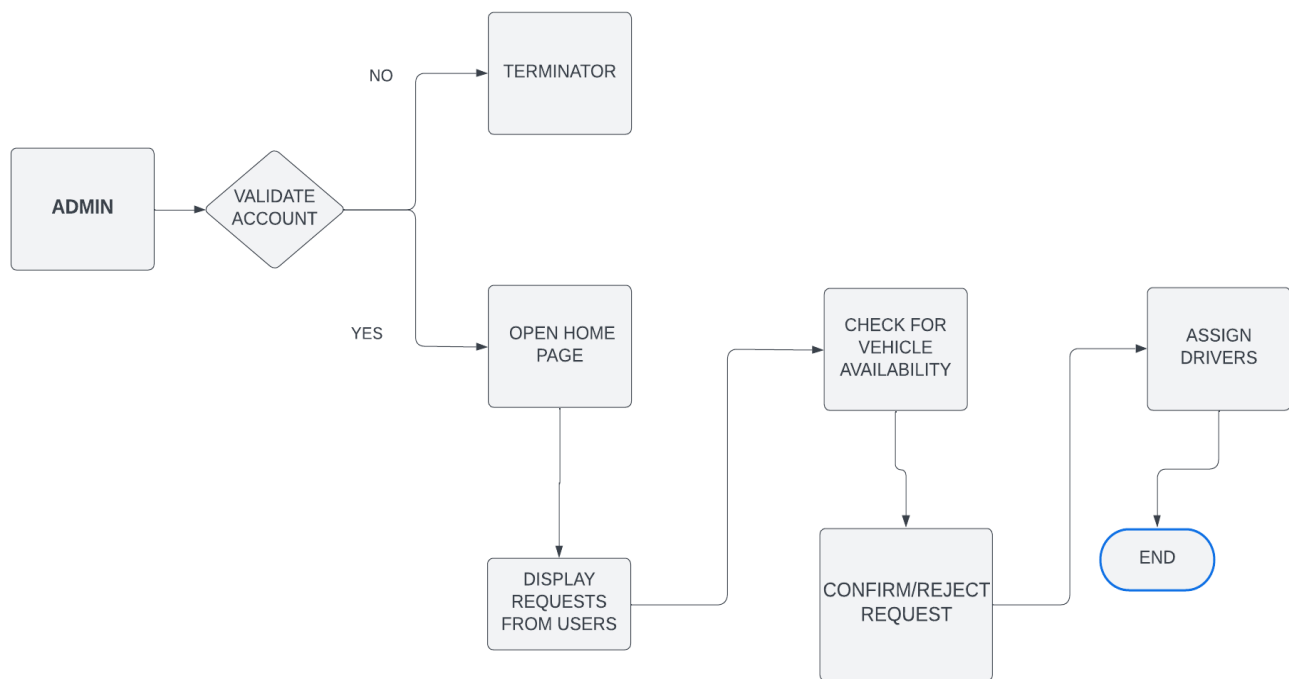 TERMINATOR
NO
ADMIN
VALIDATE
ACCOUNT
YES
OPEN HOME
PAGE
CHECK FOR
VEHICLE
AVAILABILITY
ASSIGN
DRIVERS
DISPLAY
REQUESTS
FROM USERS
CONFIRM/REJECT
REQUEST
END